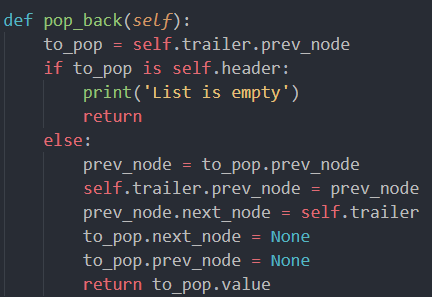 def pop_back(self):
    to_pop = self.trailer.prev_node
    if to_pop is self.header:
        print('List is empty')
        return
    else:
        prev_node = to_pop.prev_node
        self.trailer.prev_node = prev_node
        prev_node.next_node = self.trailer
        to_pop.next_node = None
        to_pop.prev_node = None
        return to_pop.value